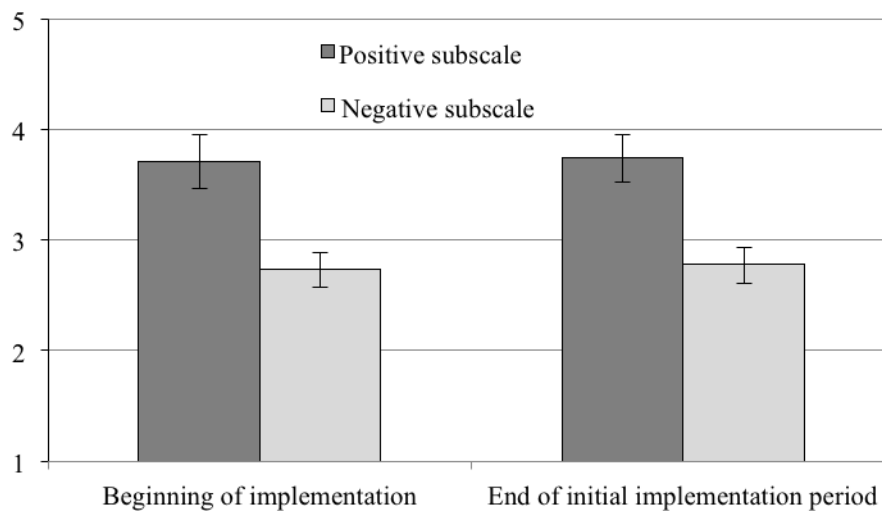 5
Positive subscale
Negative subscale
4
3
2
1
Beginning of implementation
End of initial implementation period